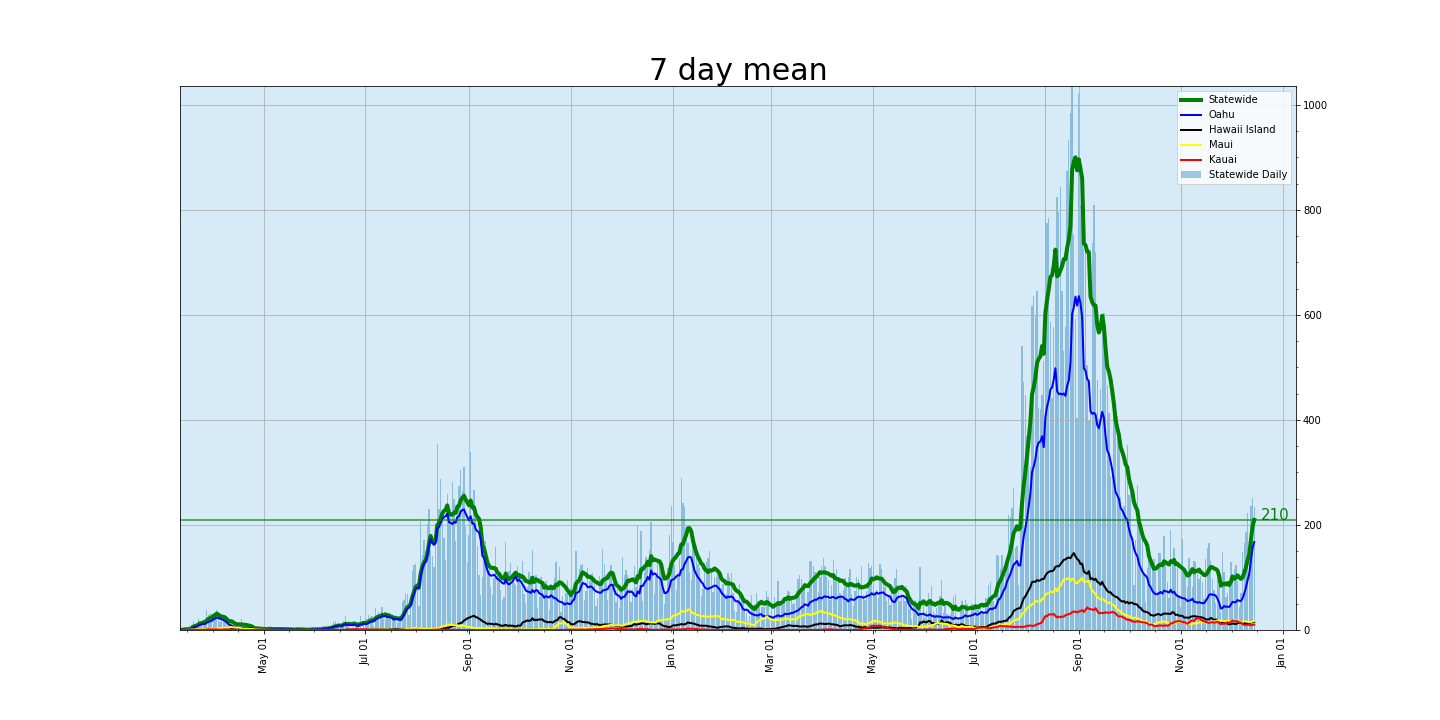 7 day mean
Statewide
Oahu
Hawaii Island
Maui
Kauai
Statewide Daily
1000
800
600
400
210
200
0
May 01
Jul 01
Sep 01
Nov 01
Jan 01
Mar 01
May 01
Jul 01
Sep 01
Nov 01
Jan 01